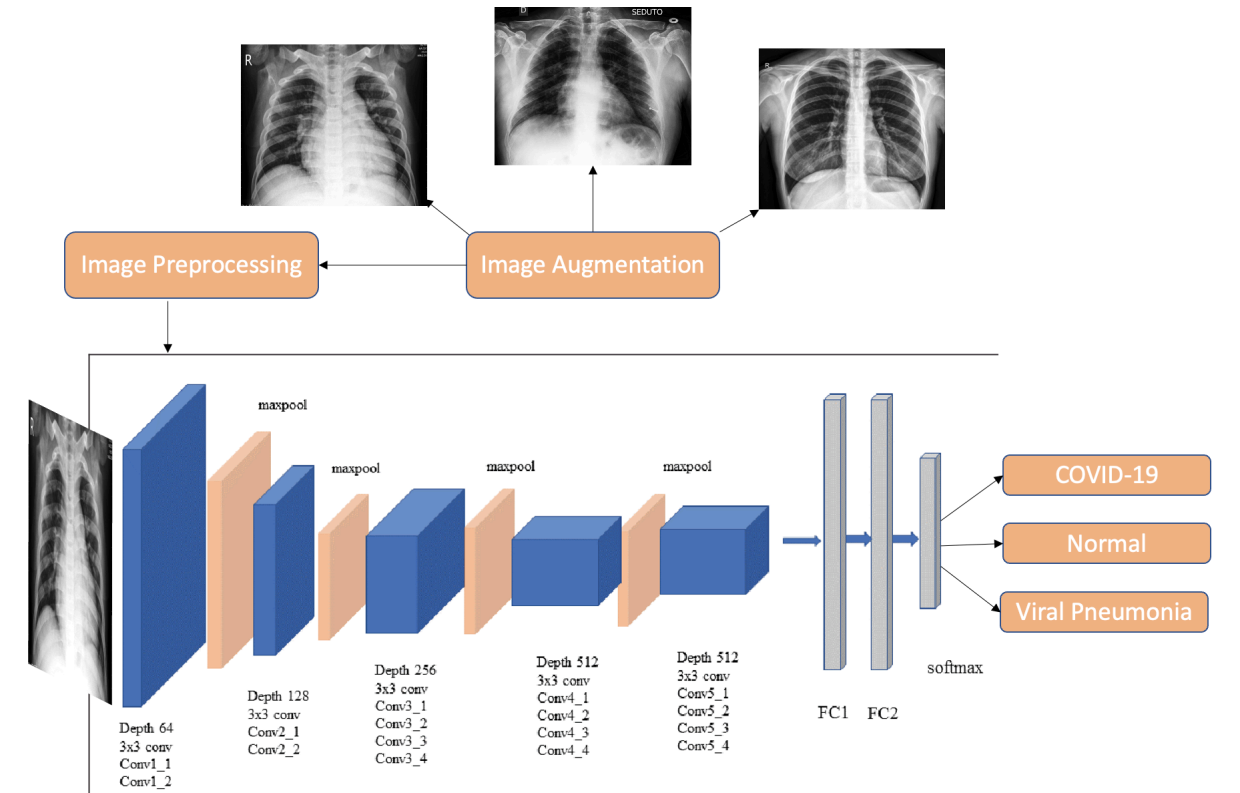 D
SEDUTO
R
R
Image Preprocessing
Image Augmentation
R
maxpool
maxpool
maxpool
maxpool
COVID-19
Normal
Viral Pneumonia
Depth 64
3x3 conv
Conv1_1
Conv1_2
Depth 128
3x3 conv
Conv2_1
Conv2_2
Depth 256
3x3 conv
Conv3_1
Conv3_2
Conv3_3
Conv3_4
Depth 512
3x3 conv
Conv4_1
Conv4_2
Conv4_3
Conv4_4
Depth 512
3x3 conv
Conv5_1
Conv5_2
Conv5_3
Conv5_4
FC1
FC2
softmax